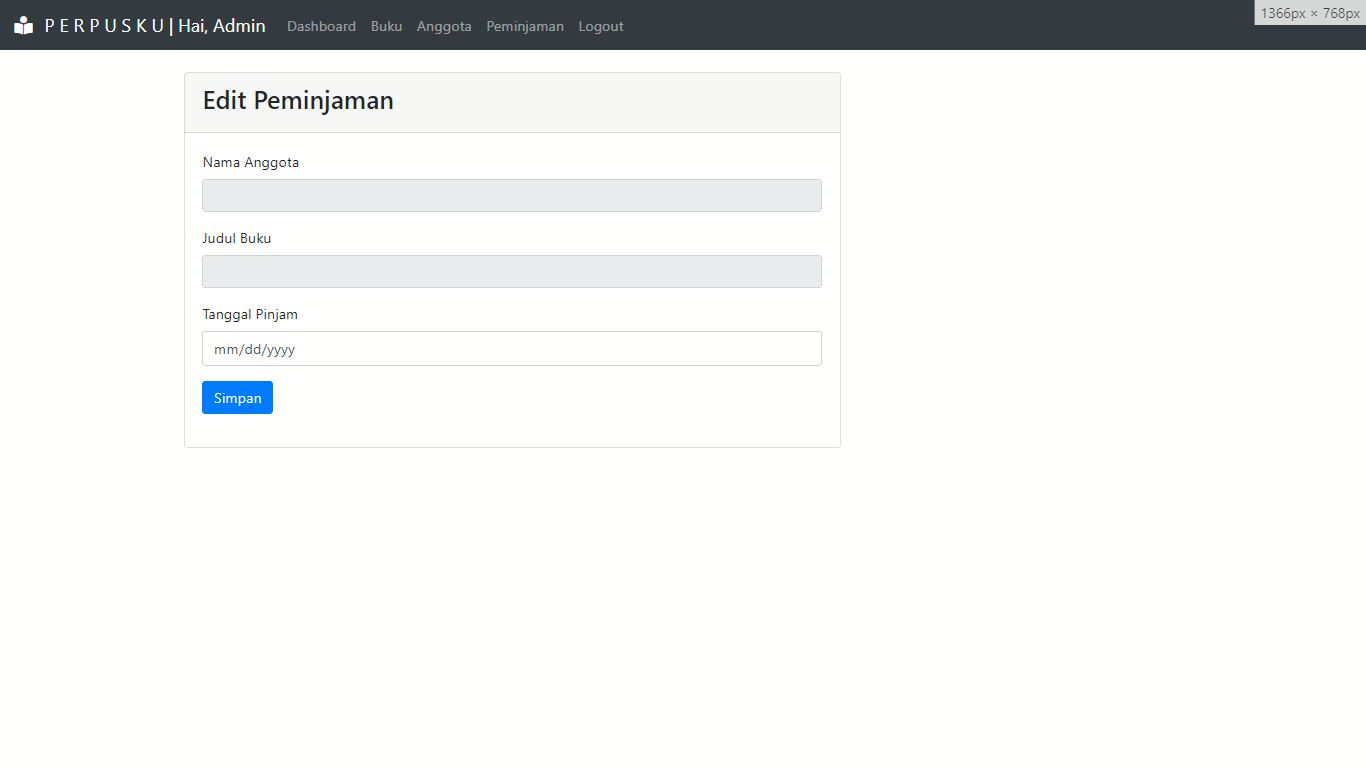 P E R P U S K U | Hai, Admin Dashboard Buku Anggota Peminjaman Logout
1366px × 768px
Edit Peminjaman
Nama Anggota
Judul Buku
Tanggal Pinjam
mm/dd/yyyy
Simpan